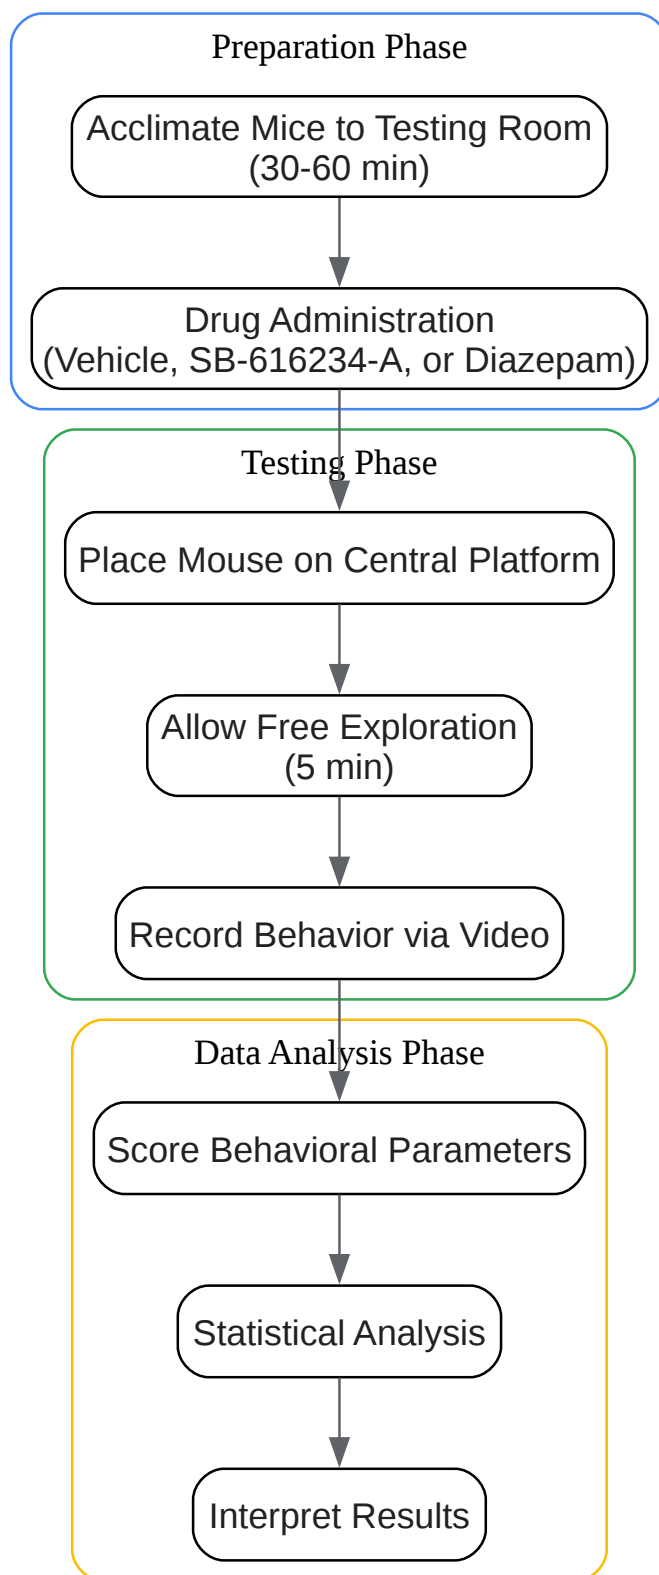 Preparation Phase
Acclimate Mice to Testing Room
(30-60 min)
Drug Administration
(Vehicle, SB-616234-A, or Diazepam)
Testing Phase
Place Mouse on Central Platform
Allow Free Exploration
(5 min)
Record Behavior via Video
Data Analysis Phase
Score Behavioral Parameters
Statistical Analysis
Interpret Results